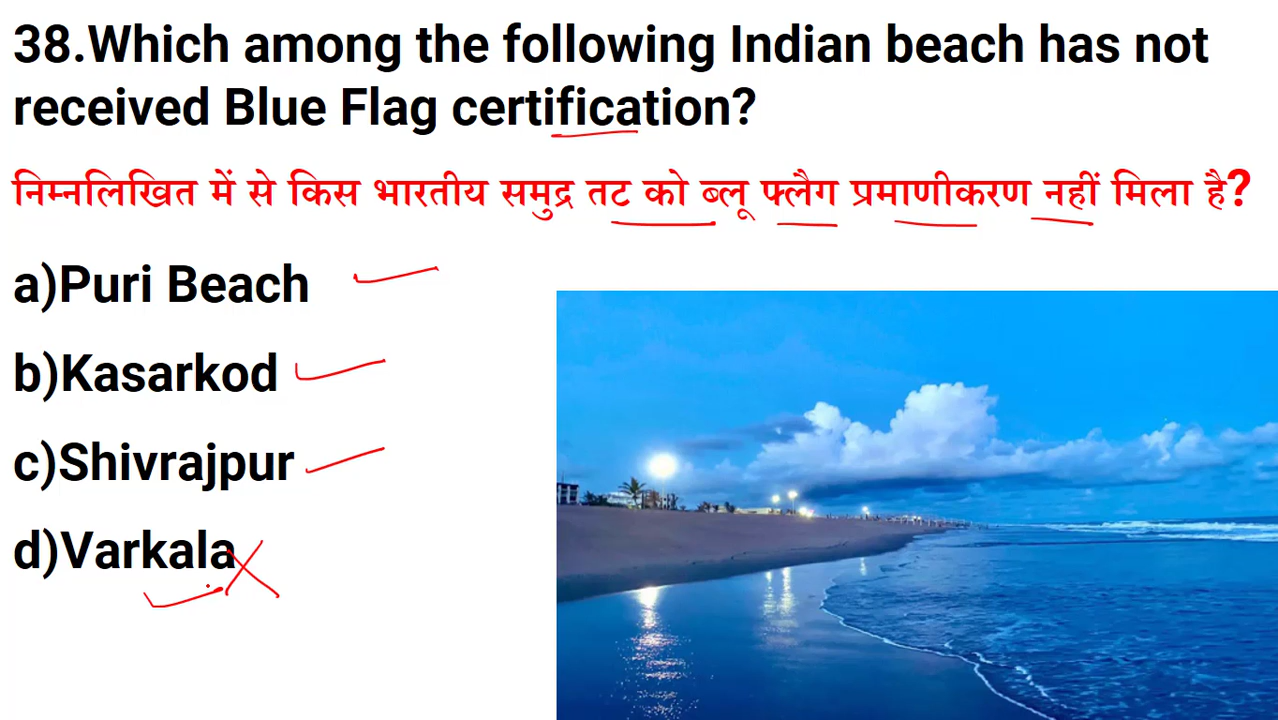 38.Which among the following Indian beach has not
received Blue Flag certification?
निम्नलिखित में से किस भारतीय समुद्र तट को ब्लू फ्लैग प्रमाणीकरण नहीं मिला है?
a)Puri Beach
b)Kasarkod
c)Shivrajpur
d)Varkala